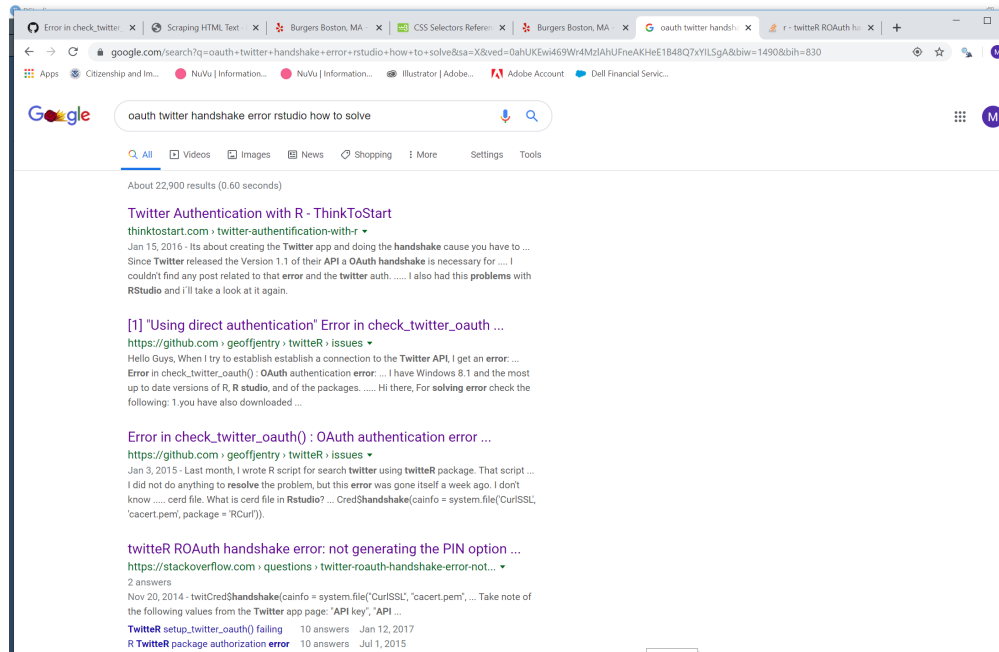 Error in check_twitter_
Scraping HTML Text -
Burgers Boston, MA -
CSS Selectors Referen
Burgers Boston, MA -
oauth twitter handsha
r - twitteR ROAuth ha
google.com/search?q=oauth+twitter+handshake+error+rstudio+how+to+solve&sa=X&ved=0ahUKEwi469Wr4MzlAhUFneAKHeE1B48Q7xYILSgA&biw=1490&bih=830
Apps Citizenship and Im... NuVu | Information... NuVu | Information... Illustrator | Adobe... Adobe Account Dell Financial Servic...
Google
oauth twitter handshake error rstudio how to solve
M
All Videos Images News Shopping More Settings Tools
About 22,900 results (0.60 seconds)
Twitter Authentication with R - ThinkToStart
thinktostart.com › twitter-authentification-with-r
Jan 15, 2016 - Its about creating the Twitter app and doing the handshake cause you have to ...
Since Twitter released the Version 1.1 of their API a OAuth handshake is necessary for .... I
couldn't find any post related to that error and the twitter auth. ..... I also had this problems with
RStudio and i´ll take a look at it again.
[1] "Using direct authentication" Error in check_twitter_oauth ...
https://github.com › geoffjentry › twitteR › issues
Hello Guys, When I try to establish establish a connection to the Twitter API, I get an error: ...
Error in check_twitter_oauth() : OAuth authentication error: ... I have Windows 8.1 and the most
up to date versions of R, R studio, and of the packages. ..... Hi there, For solving error check the
following: 1.you have also downloaded ...
Error in check_twitter_oauth() : OAuth authentication error ...
https://github.com › geoffjentry › twitteR › issues
Jan 3, 2015 - Last month, I wrote R script for search twitter using twitteR package. That script ...
I did not do anything to resolve the problem, but this error was gone itself a week ago. I don't
know ..... cerd file. What is cerd file in Rstudio? ... Cred$handshake(cainfo = system.file('CurlSSL',
'cacert.pem', package = 'RCurl')).
twitteR ROAuth handshake error: not generating the PIN option ...
https://stackoverflow.com › questions › twitter-roauth-handshake-error-not...
2 answers
Nov 20, 2014 - twitCred$handshake(cainfo = system.file("CurlSSL", "cacert.pem", ... Take note of
the following values from the Twitter app page: "API key", "API ...
TwitteR setup_twitter_oauth() failing 10 answers Jan 12, 2017
R TwitteR package authorization error 10 answers Jul 1, 2015